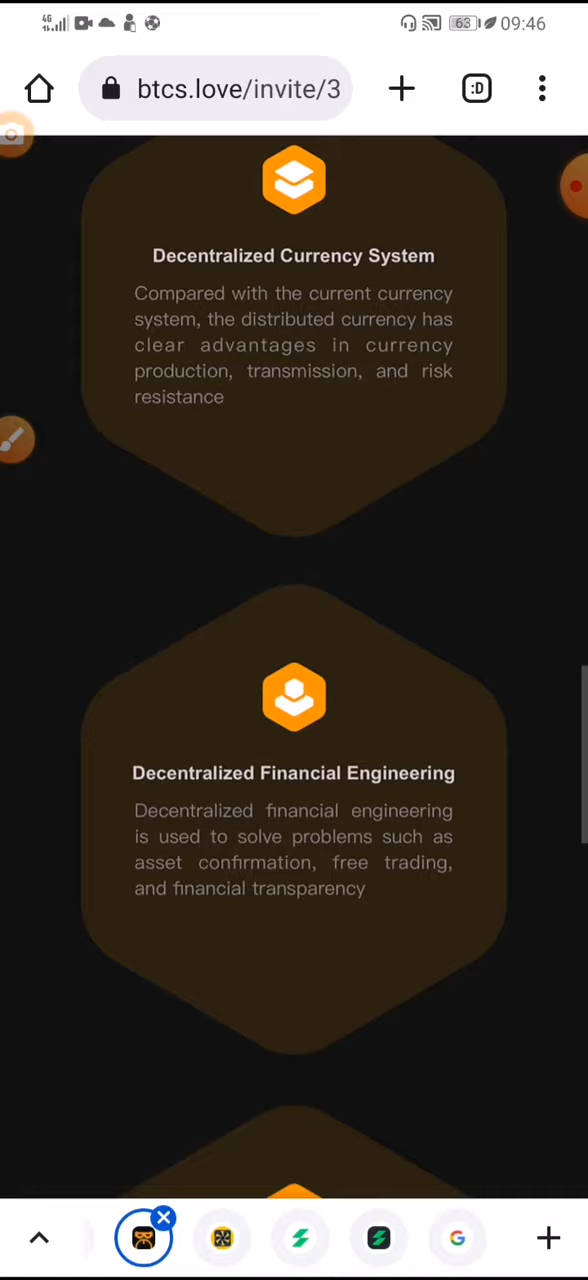 4G 63 09:46
btcs.love/invite/3 :D
Decentralized Currency System
Compared with the current currency
system, the distributed currency has
clear advantages in currency
production, transmission, and risk
resistance
Decentralized Financial Engineering
Decentralized financial engineering
is used to solve problems such as
asset confirmation, free trading,
and financial transparency